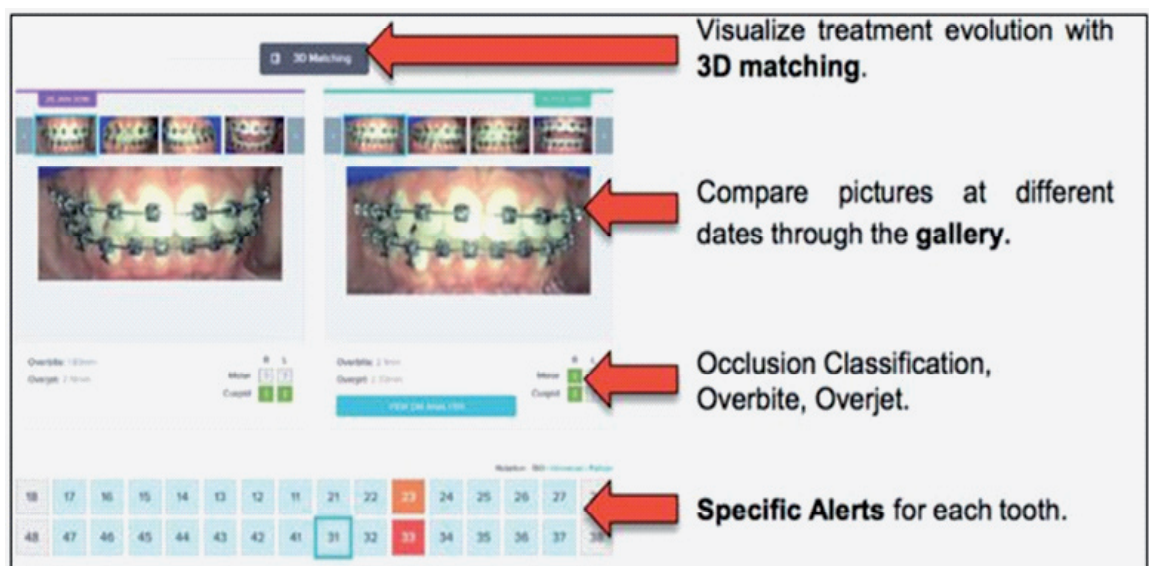 Visualize treatment evolution with
3D matching.
3D Matching
Compare pictures at different
dates through the gallery.
Overbite:
Overjet:
R L
Molar
Cuspid
Overbite:
Overjet:
R L
Molar
Cuspid
Occlusion Classification,
Overbite, Overjet.
18 17 16 15 14 13 12 11 21 22 23 24 25 26 27
48 47 46 45 44 43 42 41 31 32 33 34 35 36 37 38
Specific Alerts for each tooth.